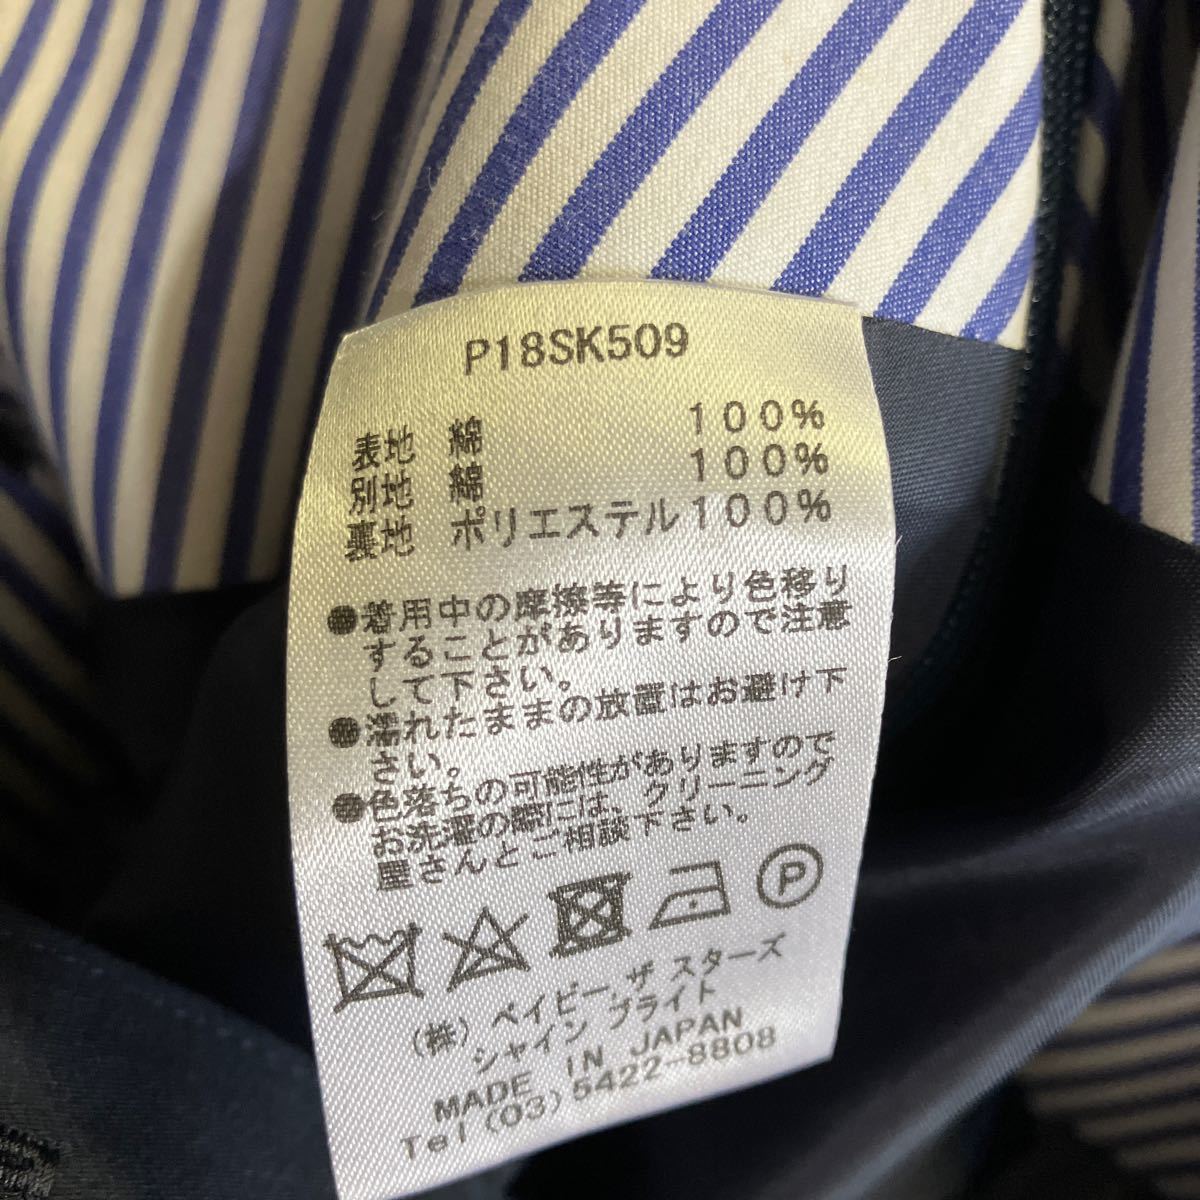 P18SK509
表地 綿 100%
別地 綿 100%
裏地 ポリエステル100%
●着用中の摩擦等により色移り
することがありますので注意
して下さい。
●濡れたままの放置はお避け下
さい。
●色落ちの可能性がありますので
お洗濯の際には、クリーニング
屋さんとご相談下さい。
P
(株) ベイビー, ザ スターズ
シャイン ブライト
MADE IN JAPAN
Tel(03)5422-8808